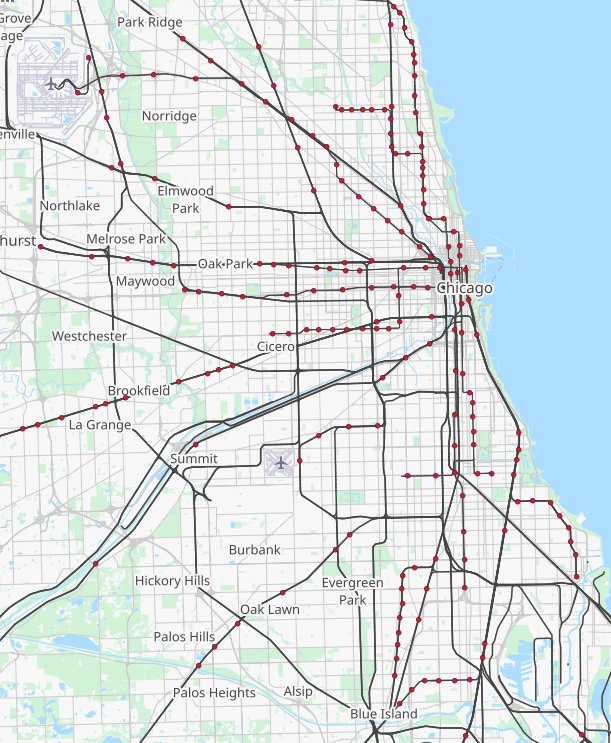 Grove
Park Ridge
age
Norridge
enville
Elmwood
Park
Northlake
Melrose Park
hurst
Oak Park
Maywood
Chicago
Westchester
Cicero
Brookfield
La Grange
Summit
Burbank
Hickory Hills
Evergreen
Park
Oak Lawn
Palos Hills
Palos Heights
Alsip
Blue Island